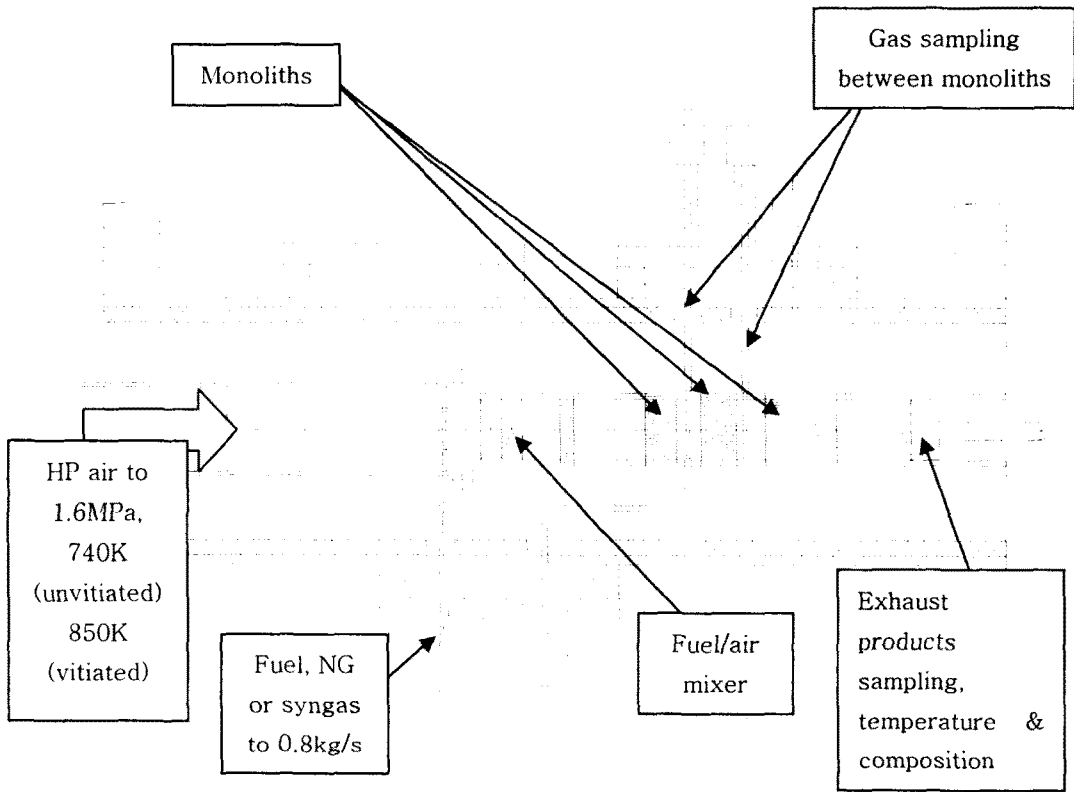 Monoliths
Gas sampling
between monoliths
HP air to
1.6MPa,
740K
(unvitiated)
850K
(vitiated)
Fuel, NG
or syngas
to 0.8kg/s
Fuel/air
mixer
Exhaust
products
sampling,
temperature &
composition